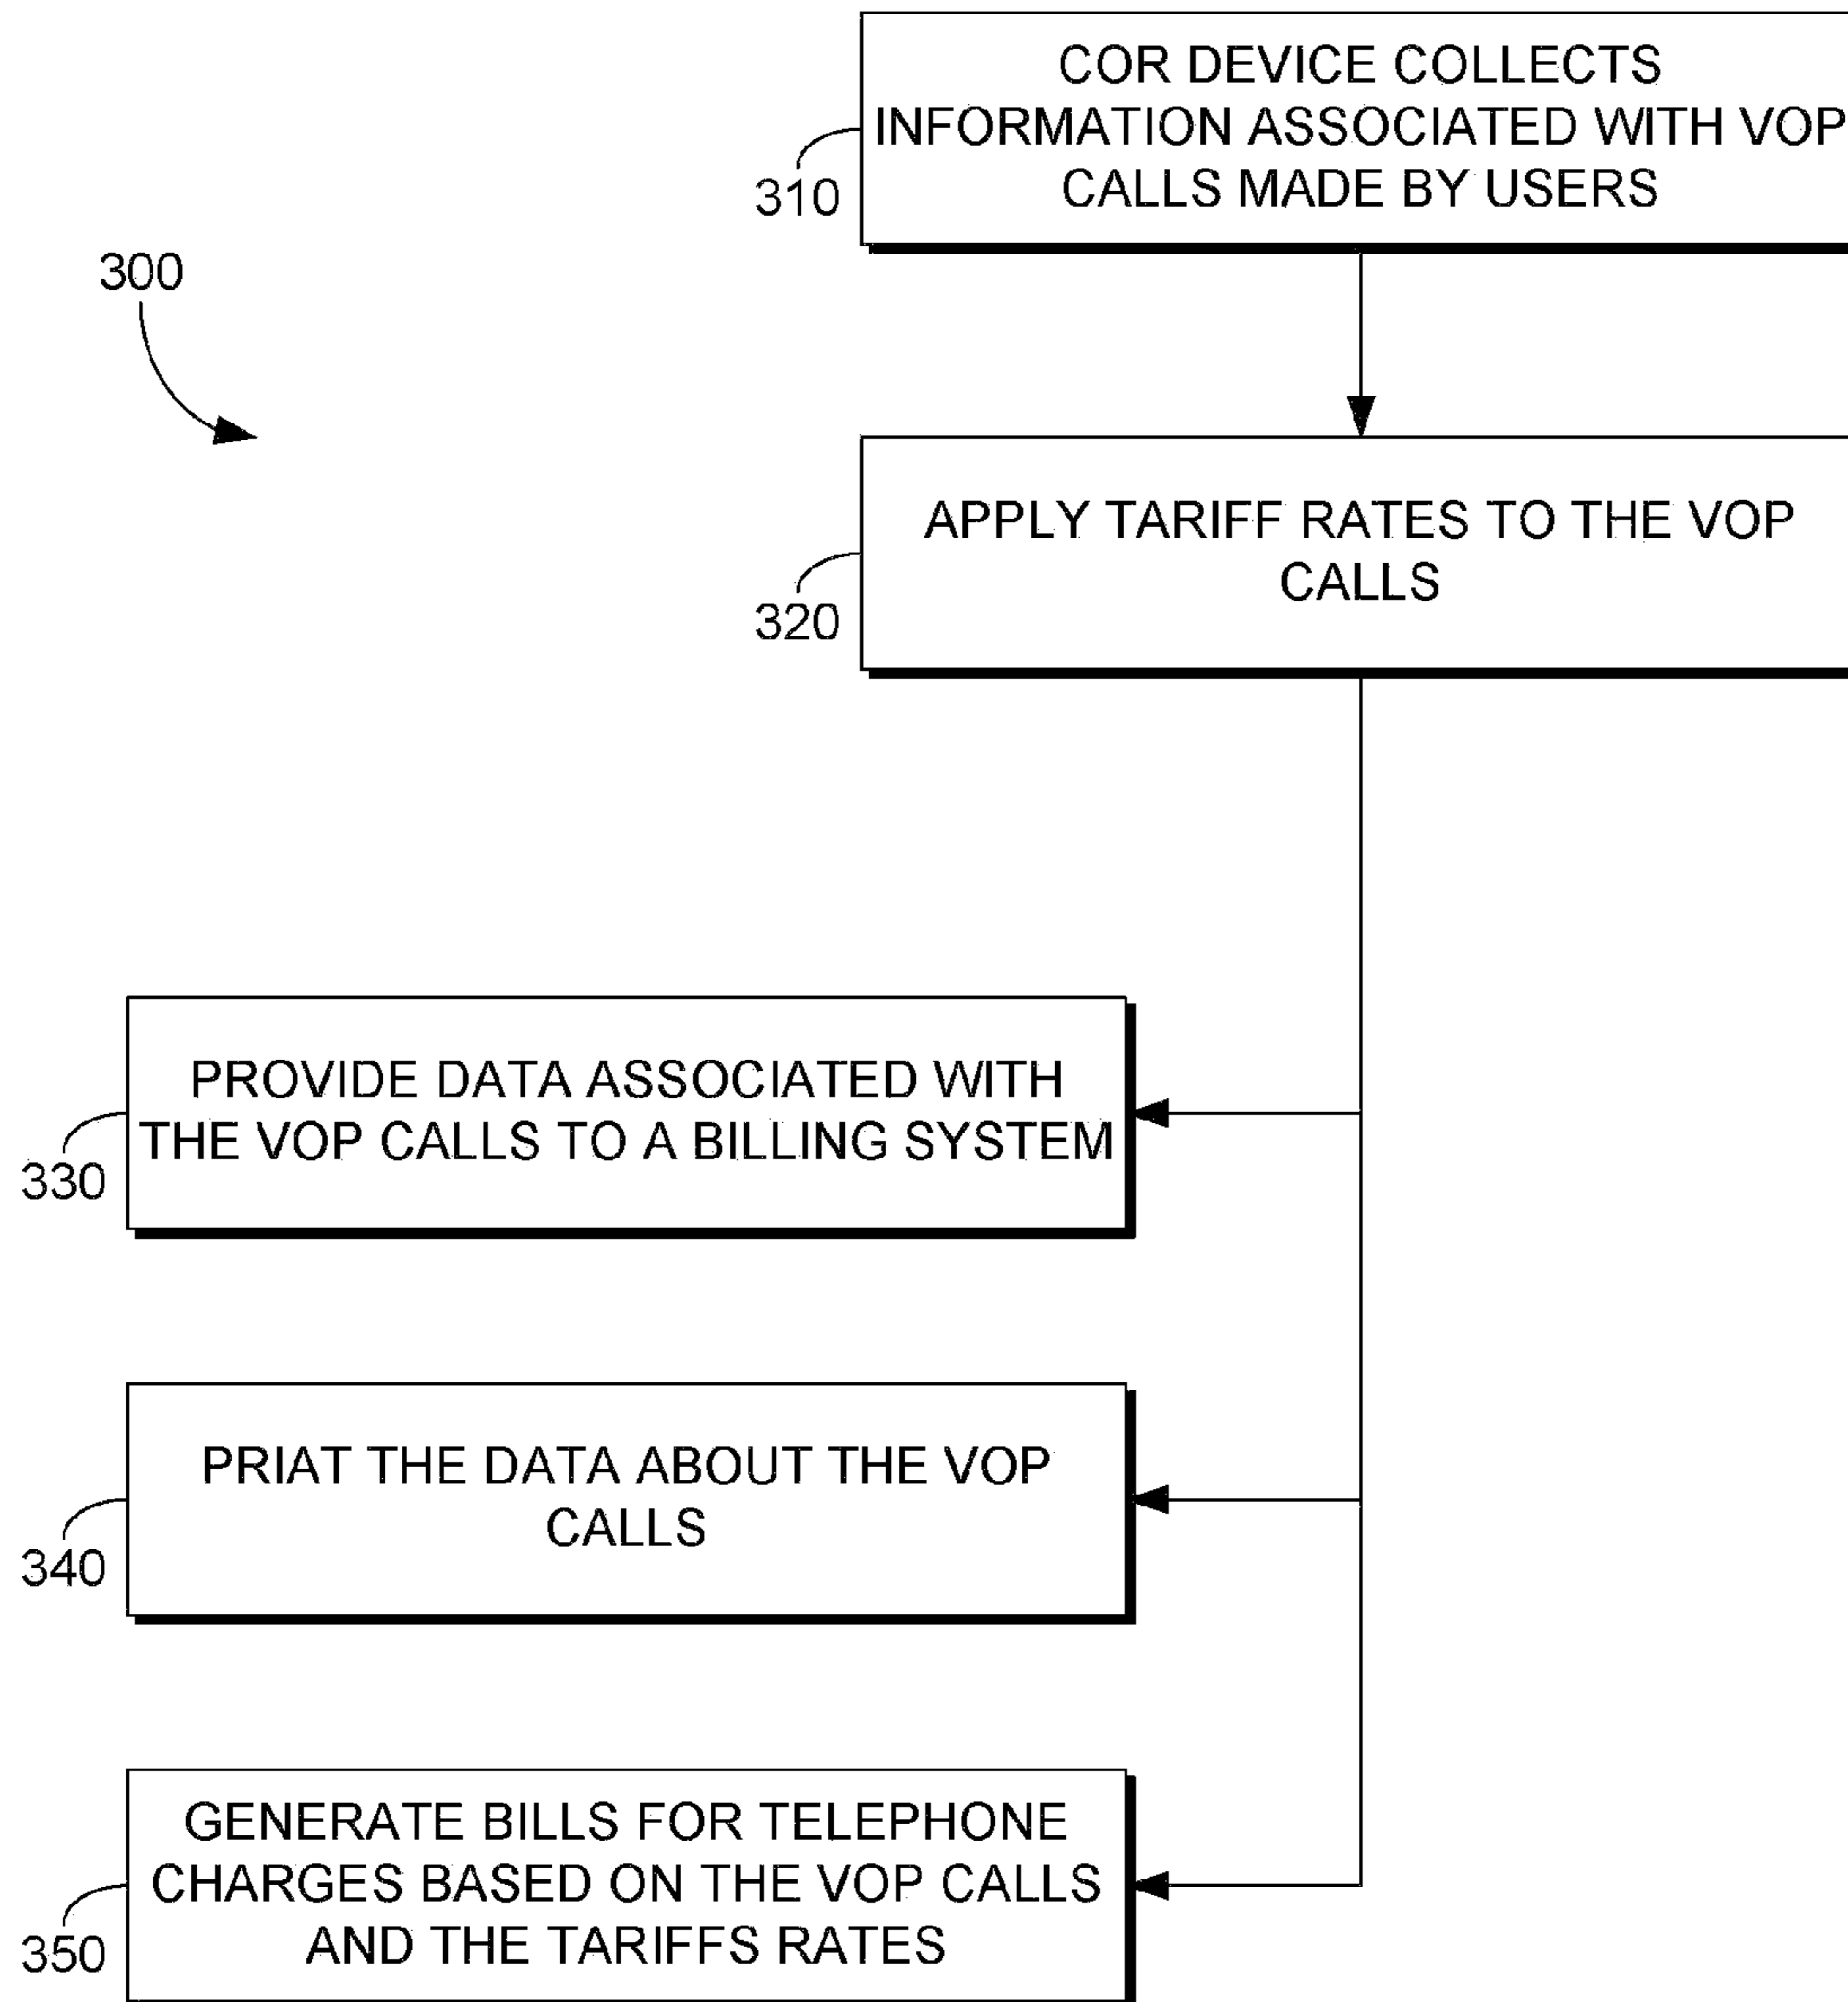 COR DEVICE COLLECTS
INFORMATION ASSOCIATED WITH VOP
CALLS MADE BY USERS
310
300
APPLY TARIFF RATES TO THE VOP
CALLS
320
PROVIDE DATA ASSOCIATED WITH
THE VOP CALLS TO A BILLING SYSTEM
330
PRIAT THE DATA ABOUT THE VOP
CALLS
340
GENERATE BILLS FOR TELEPHONE
CHARGES BASED ON THE VOP CALLS
AND THE TARIFFS RATES
350